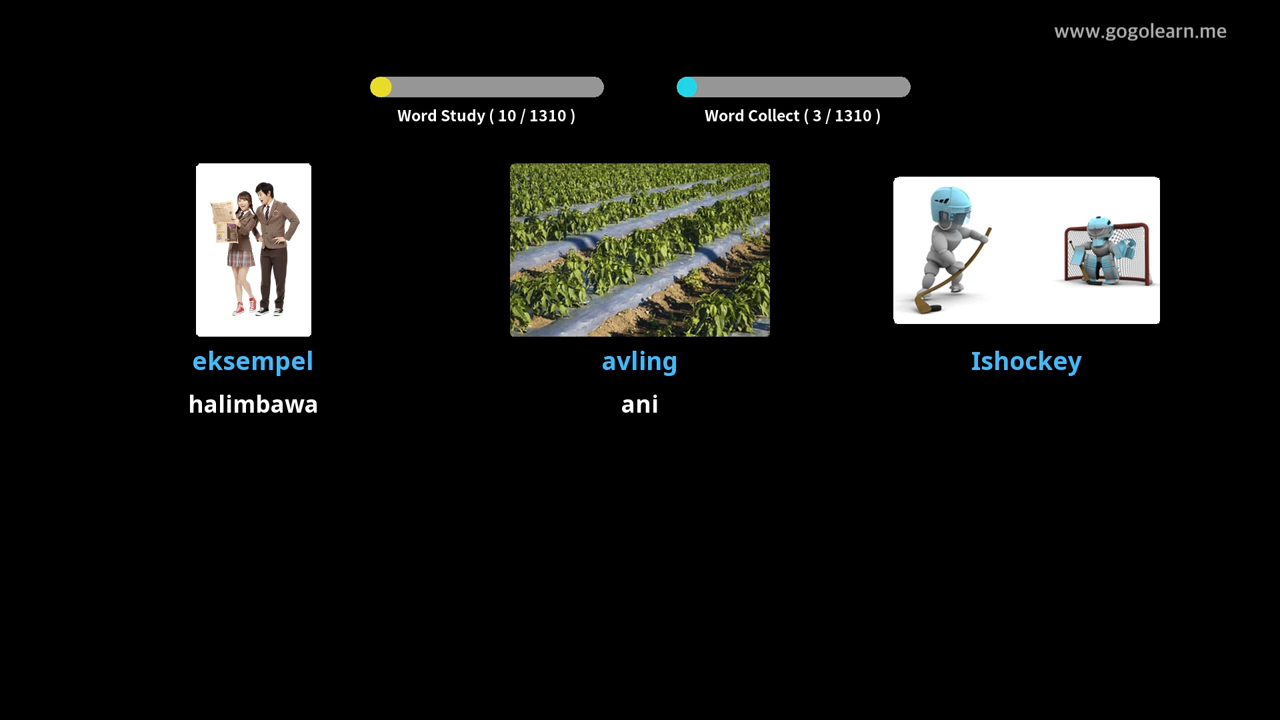 www.gogolearn.me
Word Study ( 10 / 1310 )
Word Collect ( 3 / 1310 )
eksempel
avling
Ishockey
halimbawa
ani